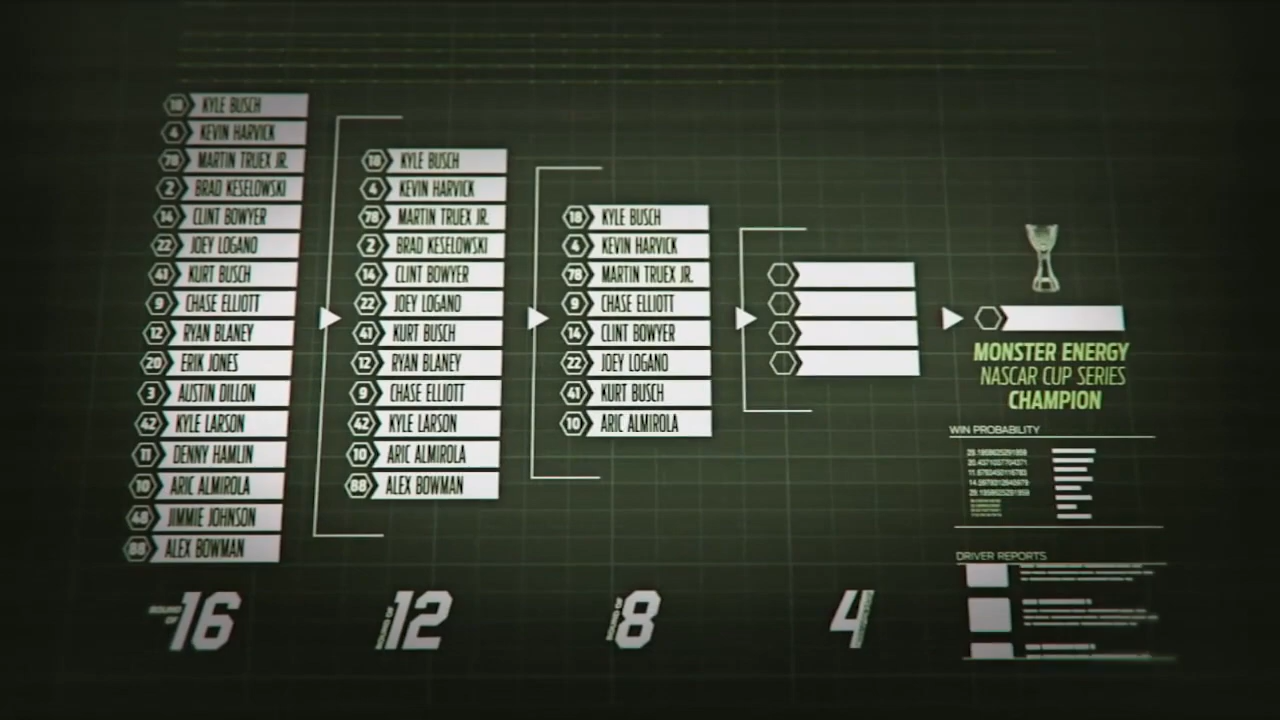 18 KYLE BUSCH
4 KEVIN HARVICK
78 MARTIN TRUEX JR.
2 BRAD KESELOWSKI
14 CLINT BOWYER
22 JOEY LOGANO
41 KURT BUSCH
9 CHASE ELLIOTT
12 RYAN BLANEY
20 ERIK JONES
3 AUSTIN DILLON
42 KYLE LARSON
11 DENNY HAMLIN
10 ARIC ALMIROLA
48 JIMMIE JOHNSON
88 ALEX BOWMAN
ROUND OF 16
18 KYLE BUSCH
4 KEVIN HARVICK
78 MARTIN TRUEX JR.
2 BRAD KESELOWSKI
14 CLINT BOWYER
22 JOEY LOGANO
41 KURT BUSCH
12 RYAN BLANEY
9 CHASE ELLIOTT
42 KYLE LARSON
10 ARIC ALMIROLA
88 ALEX BOWMAN
ROUND OF 12
18 KYLE BUSCH
4 KEVIN HARVICK
78 MARTIN TRUEX JR.
9 CHASE ELLIOTT
14 CLINT BOWYER
22 JOEY LOGANO
41 KURT BUSCH
10 ARIC ALMIROLA
ROUND OF 8
4
MONSTER ENERGY
NASCAR CUP SERIES
CHAMPION
WIN PROBABILITY
DRIVER REPORTS